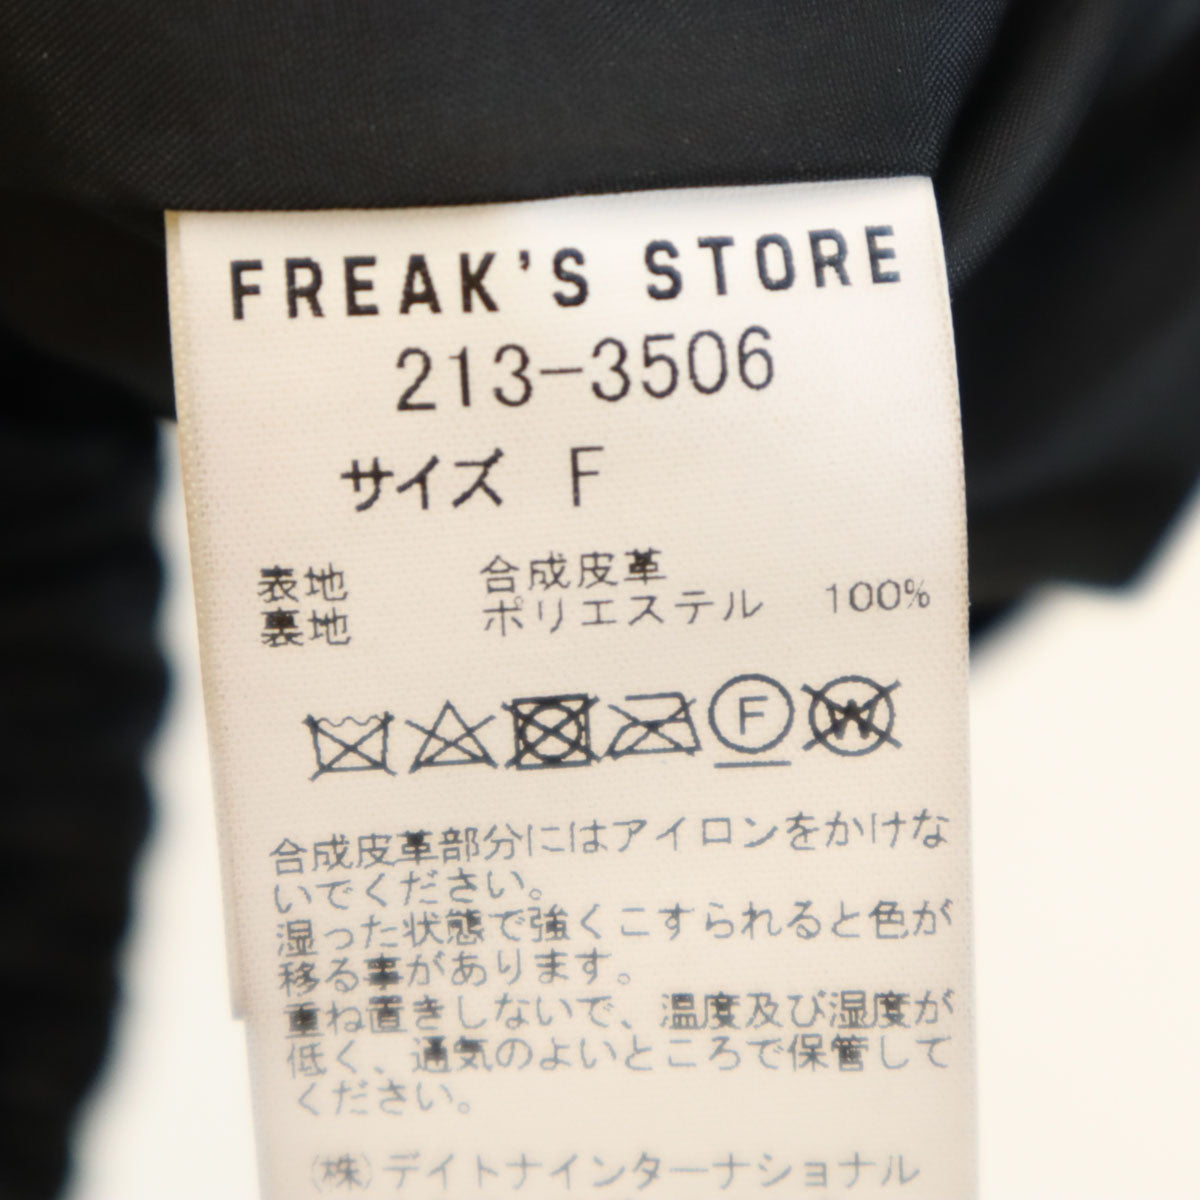 FREAK'S STORE
213-3506
サイズ F
表地 合成皮革
裏地 ポリエステル 100%
F
W
合成皮革部分にはアイロンをかけな
いでください。
湿った状態で強くこすられると色が
移る事があります。
重ね置きしないで、温度及び湿度が
低く、通気のよいところで保管して
ください。
(株)デイトナインターナショナル